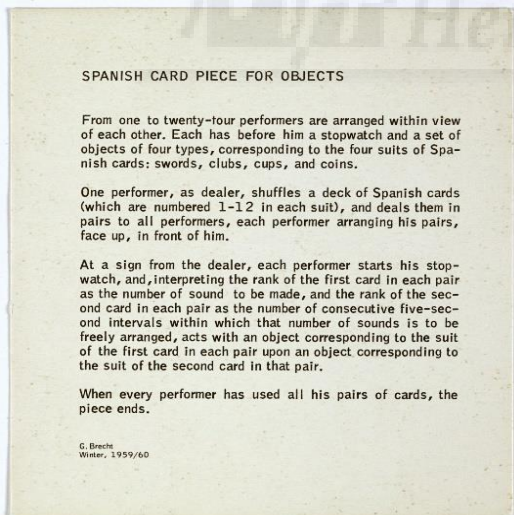 SPANISH CARD PIECE FOR OBJECTS
From one to twenty-tour performers are arranged within view
of each other. Each has before him a stopwatch and a set of
objects of four types, corresponding to the four suits of Spa-
nish cards: swords, clubs, cups, and coins.
One performer, as dealer, shuffles a deck of Spanish cards
(which are numbered 1-12 in each suit), and deals them in
pairs to all performers, each performer arranging his pairs,
face up, in front of him.
At a sign from the dealer, each performer starts his stop-
watch, and,interpreting the rank of the first card in each pair
as the number of sound to be made, and the rank of the sec-
ond card in each pair as the number of consecutive five-sec-
ond intervals within which that number of sounds is to be
freely arranged, acts with an object corresponding to the suit
of the first card in each pair upon an object corresponding to
the suit of the second card in that pair.
When every performer has used all his pairs of cards, the
piece ends.
G. Brecht
Winter, 1959/60